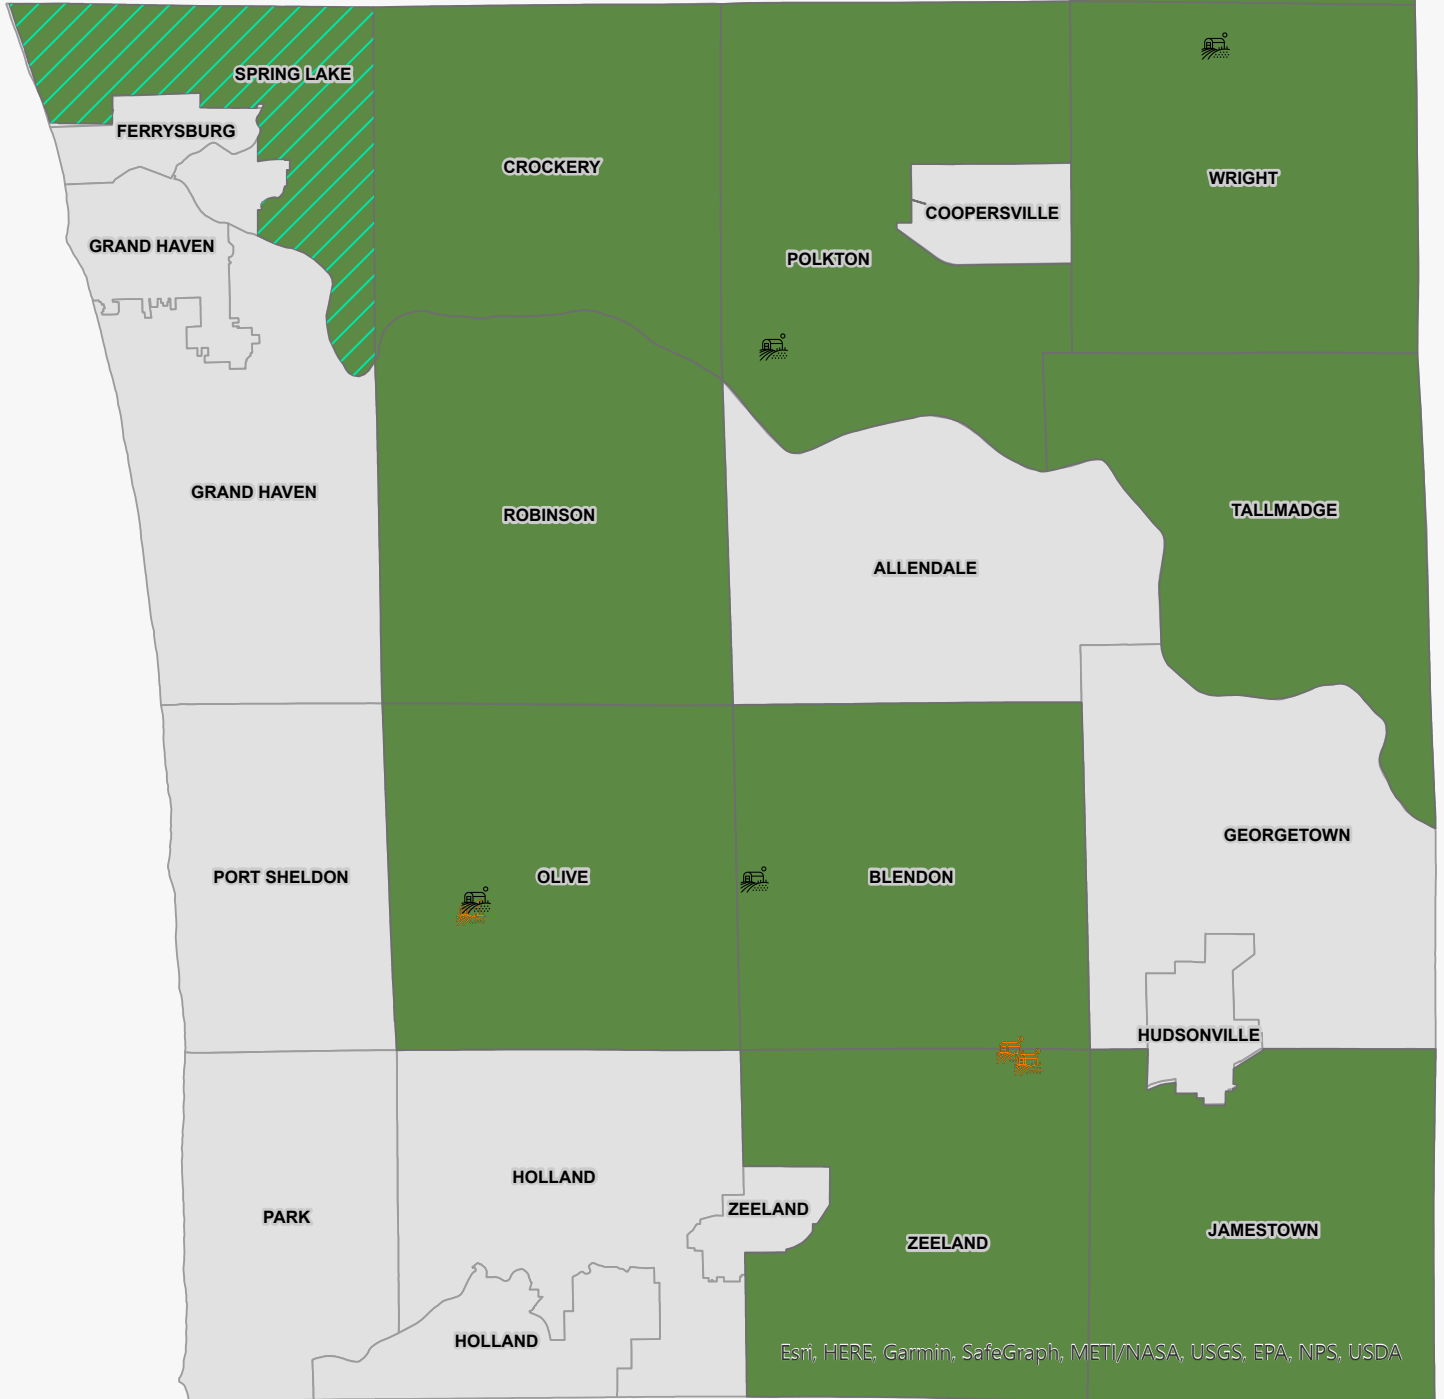 SPRING LAKE
FERRYSBURG
CROCKERY
WRIGHT
COOPERSVILLE
GRAND HAVEN
POLKTON
GRAND HAVEN
ROBINSON
TALLMADGE
ALLENDALE
GEORGETOWN
PORT SHELDON
OLIVE
BLENDON
HUDSONVILLE
HOLLAND
ZEELAND
PARK
ZEELAND
JAMESTOWN
HOLLAND
Esri, HERE, Garmin, SafeGraph, METI/NASA, USGS, EPA, NPS, USDA